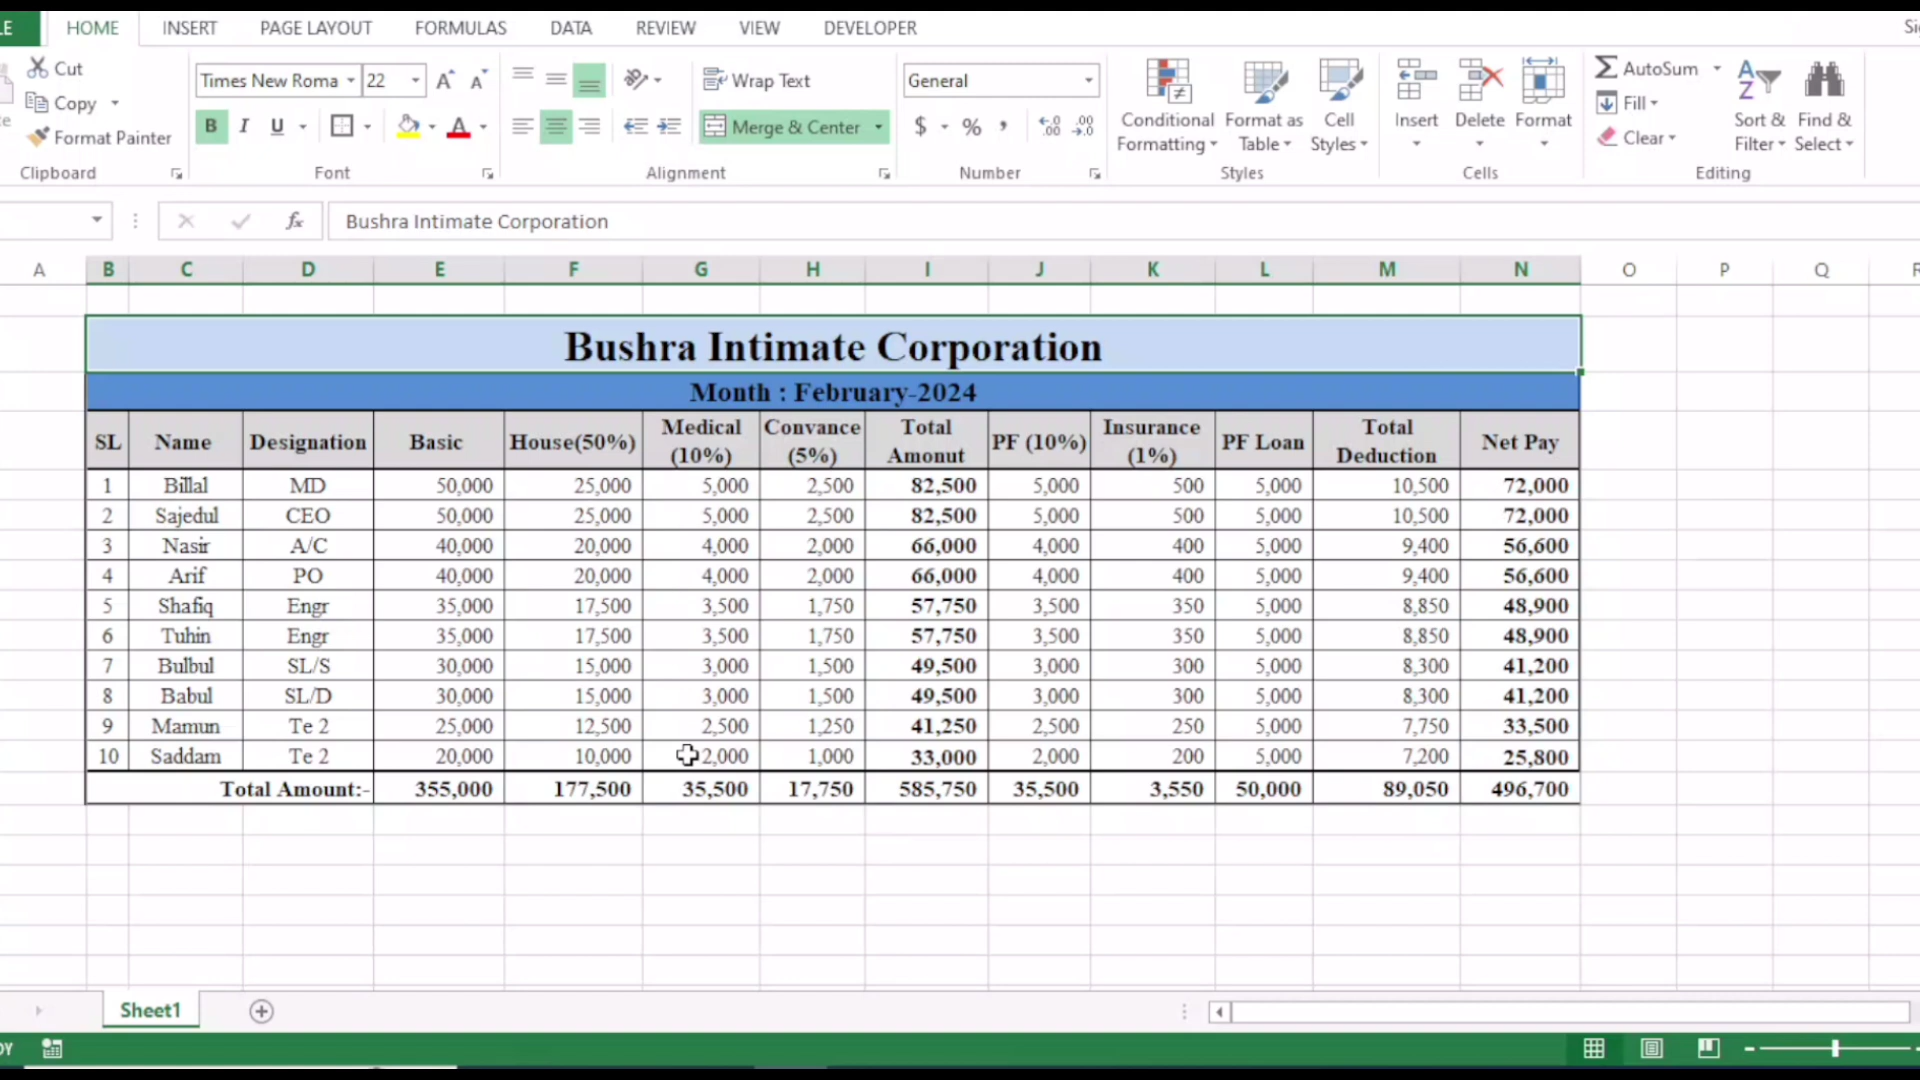 HOME INSERT PAGE LAYOUT FORMULAS DATA REVIEW VIEW DEVELOPER
Cut
Copy
Format Painter
Clipboard
Times New Roma 22
B I U
Font
Wrap Text
Merge & Center
Alignment
General
$ % ,
Number
Conditional Formatting
Format as Table
Cell Styles
Styles
Insert Delete Format
Cells
AutoSum
Fill
Clear
Sort & Filter
Find & Select
Editing
fx Bushra Intimate Corporation
A B C D E F G H I J K L M N O P Q
Bushra Intimate Corporation
Month : February-2024
SL Name Designation Basic House(50%) Medical (10%) Convance (5%) Total Amonut PF (10%) Insurance (1%) PF Loan Total Deduction Net Pay
1 Billal MD 50,000 25,000 5,000 2,500 82,500 5,000 500 5,000 10,500 72,000
2 Sajedul CEO 50,000 25,000 5,000 2,500 82,500 5,000 500 5,000 10,500 72,000
3 Nasir A/C 40,000 20,000 4,000 2,000 66,000 4,000 400 5,000 9,400 56,600
4 Arif PO 40,000 20,000 4,000 2,000 66,000 4,000 400 5,000 9,400 56,600
5 Shafiq Engr 35,000 17,500 3,500 1,750 57,750 3,500 350 5,000 8,850 48,900
6 Tuhin Engr 35,000 17,500 3,500 1,750 57,750 3,500 350 5,000 8,850 48,900
7 Bulbul SL/S 30,000 15,000 3,000 1,500 49,500 3,000 300 5,000 8,300 41,200
8 Babul SL/D 30,000 15,000 3,000 1,500 49,500 3,000 300 5,000 8,300 41,200
9 Mamun Te 2 25,000 12,500 2,500 1,250 41,250 2,500 250 5,000 7,750 33,500
10 Saddam Te 2 20,000 10,000 2,000 1,000 33,000 2,000 200 5,000 7,200 25,800
Total Amount:- 355,000 177,500 35,500 17,750 585,750 35,500 3,550 50,000 89,050 496,700
Sheet1